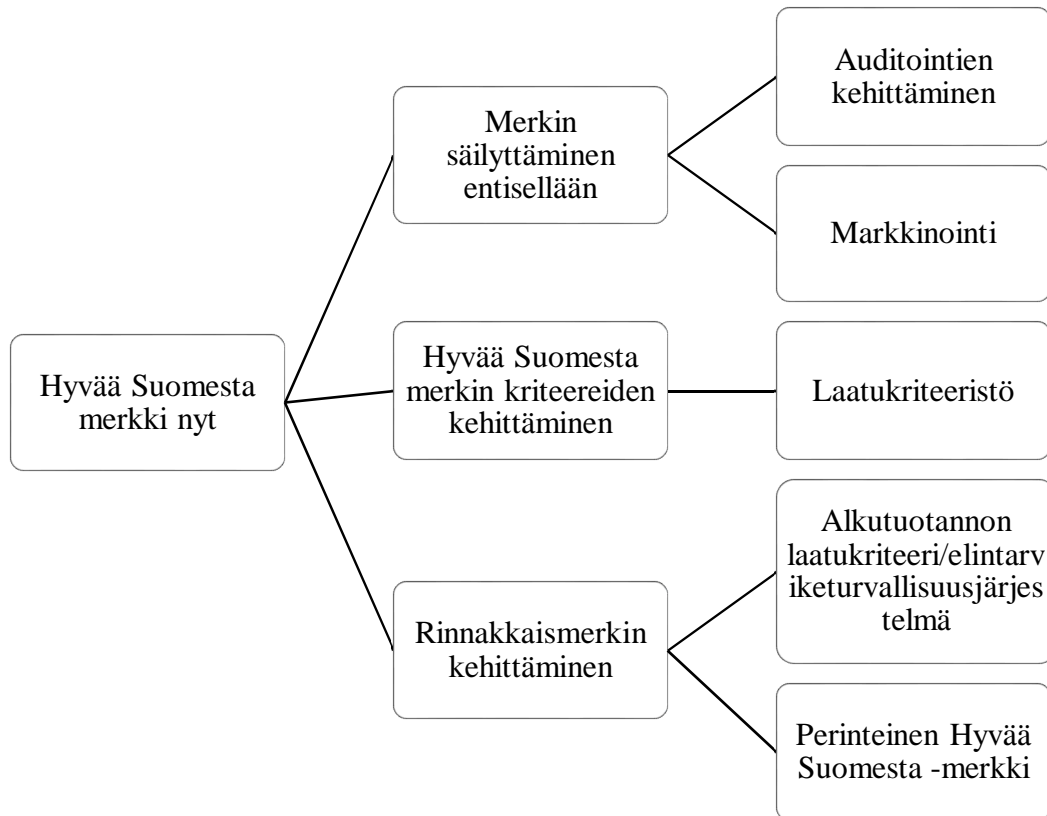 Hyvää Suomesta
merkki nyt
Merkin
säilyttäminen
entisellään
Auditointien
kehittäminen
Markkinointi
Hyvää Suomesta
merkin kriteereiden
kehittäminen
Laatukriteeristö
Rinnakkaismerkin
kehittäminen
Alkutuotannon
laatukriteeri/elintarv
iketurvallisuusjärjes
telmä
Perinteinen Hyvää
Suomesta -merkki